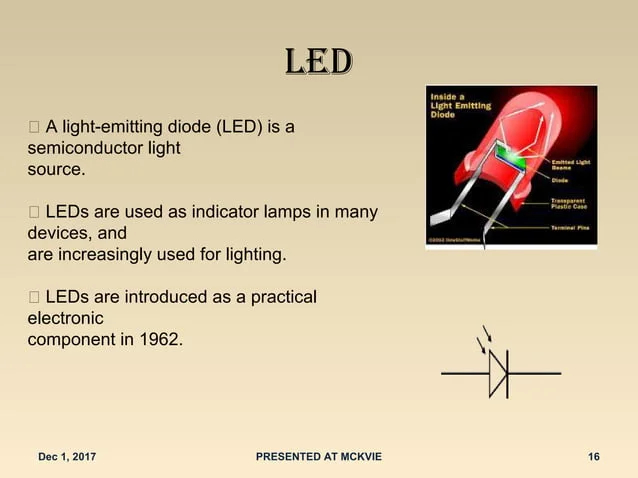 LED
▯ A light-emitting diode (LED) is a
semiconductor light
source.
▯ LEDs are used as indicator lamps in many
devices, and
are increasingly used for lighting.
▯ LEDs are introduced as a practical
electronic
component in 1962.
Inside a
Light Emitting
Diode
Emitted Light
Beams
Diode
Transparent
Plastic Case
Terminal Pins
©2002 HowStuffWorks
Dec 1, 2017 PRESENTED AT MCKVIE 16